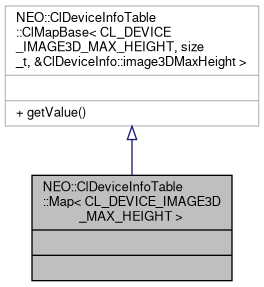 NEO::ClDeviceInfoTable
::ClMapBase< CL_DEVICE
_IMAGE3D_MAX_HEIGHT, size
_t, &ClDeviceInfo::image3DMaxHeight >
+ getValue()
NEO::ClDeviceInfoTable
::Map< CL_DEVICE_IMAGE3D
_MAX_HEIGHT >